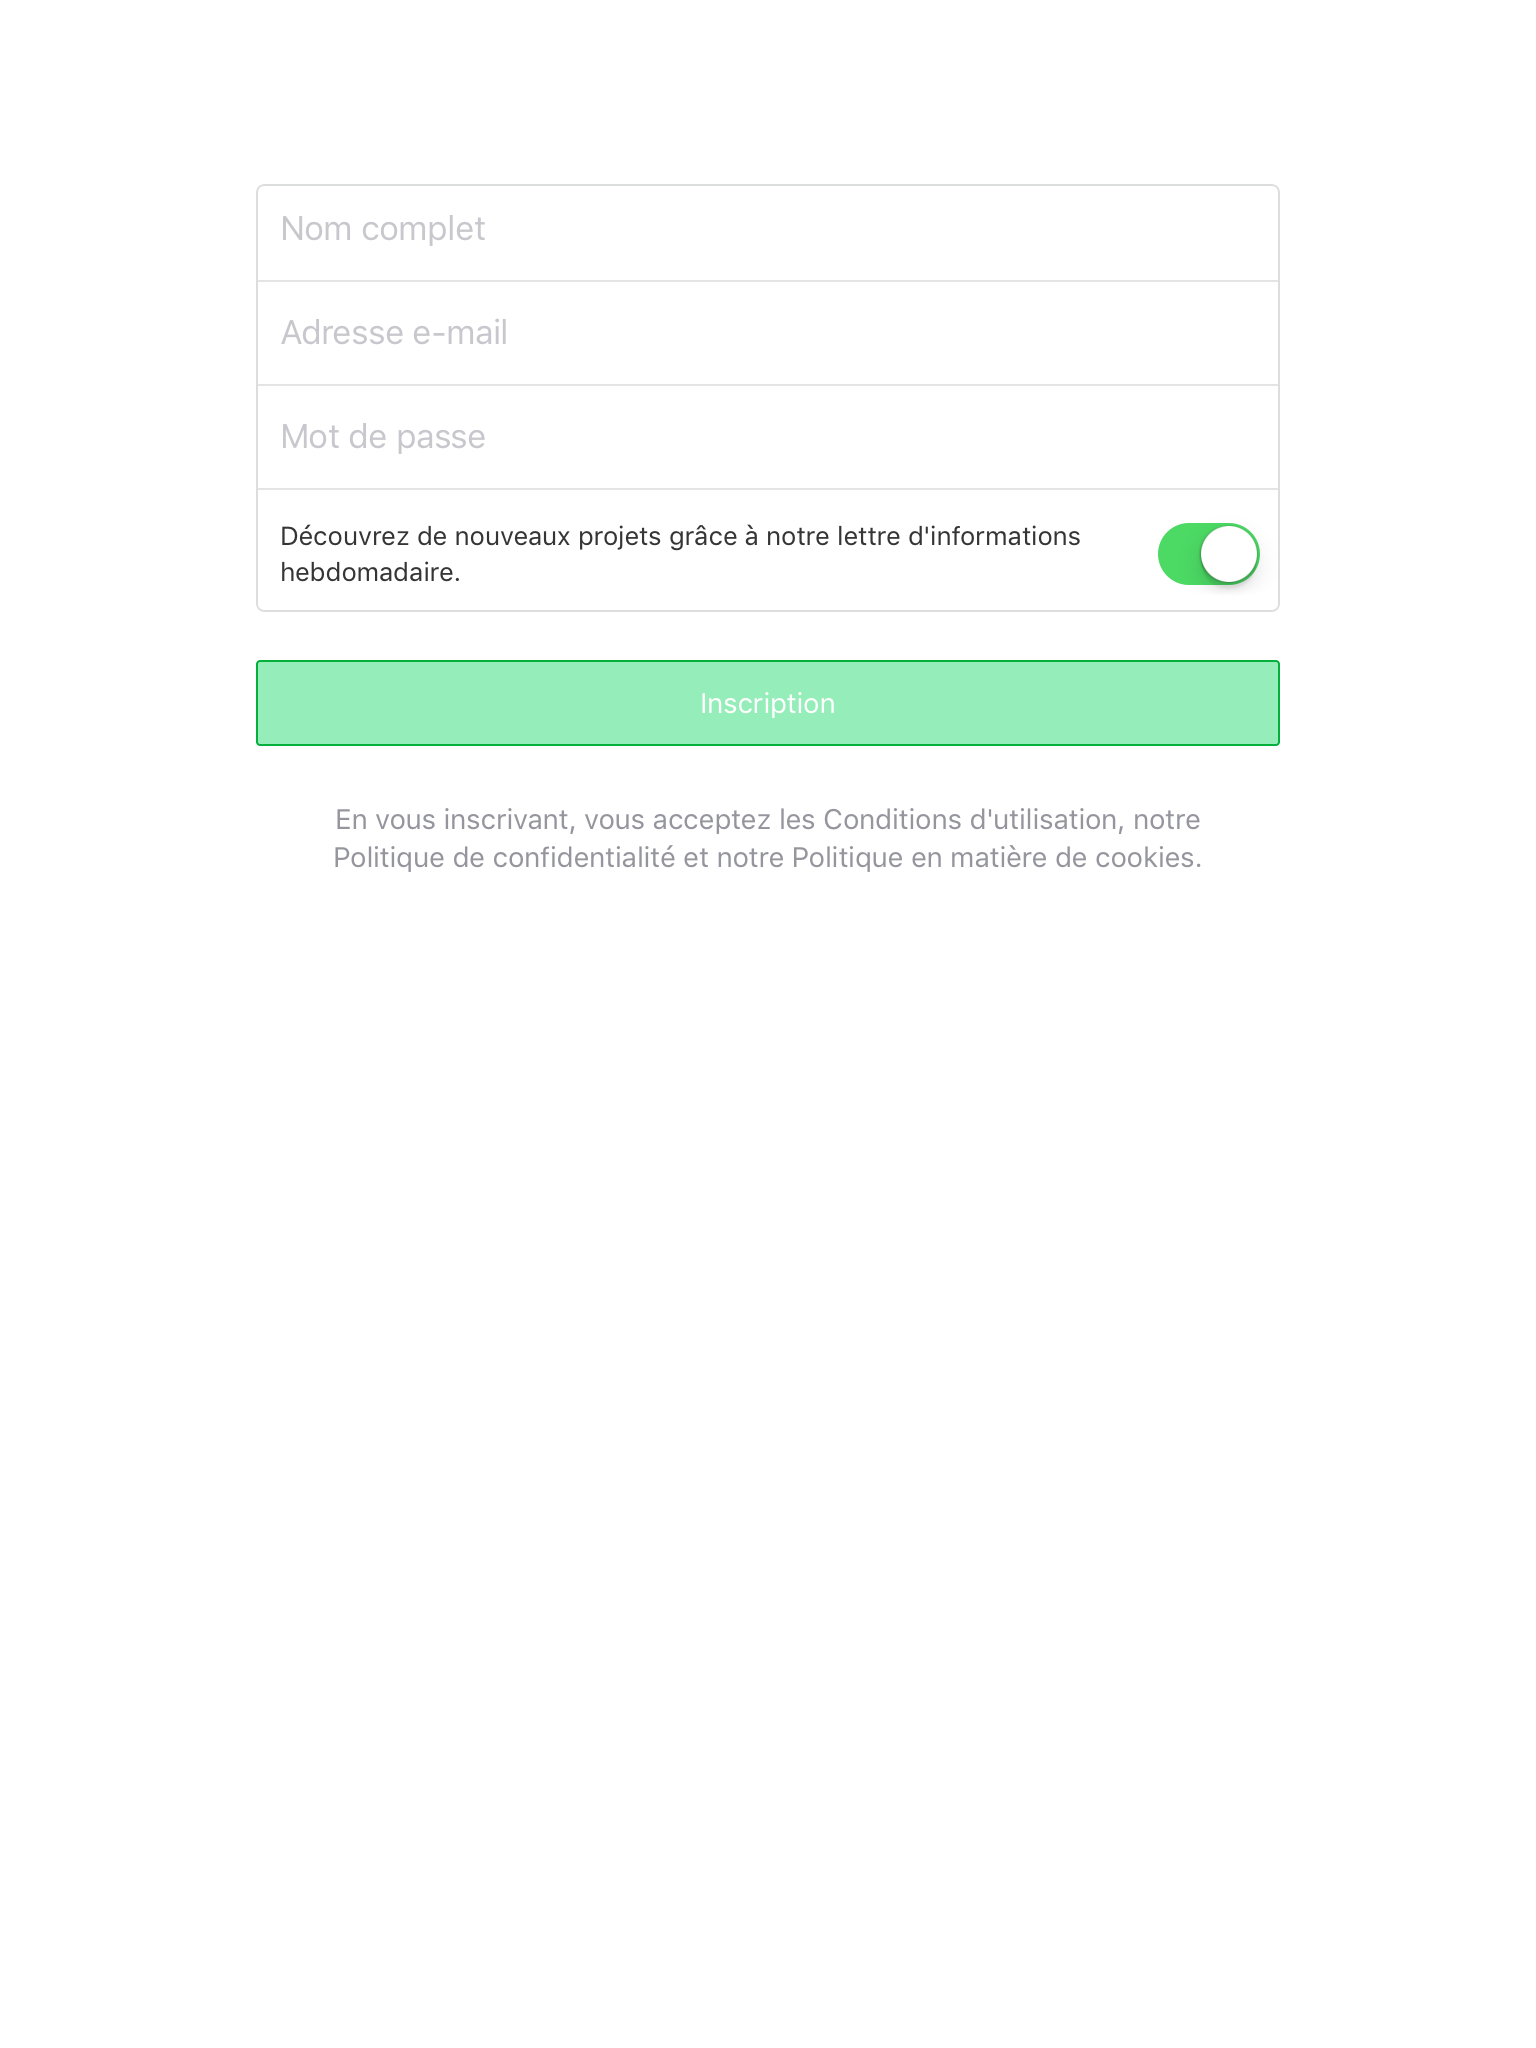 Nom complet
Adresse e-mail
Mot de passe
Découvrez de nouveaux projets grâce à notre lettre d'informations
hebdomadaire.
Inscription
En vous inscrivant, vous acceptez les Conditions d'utilisation, notre
Politique de confidentialité et notre Politique en matière de cookies.